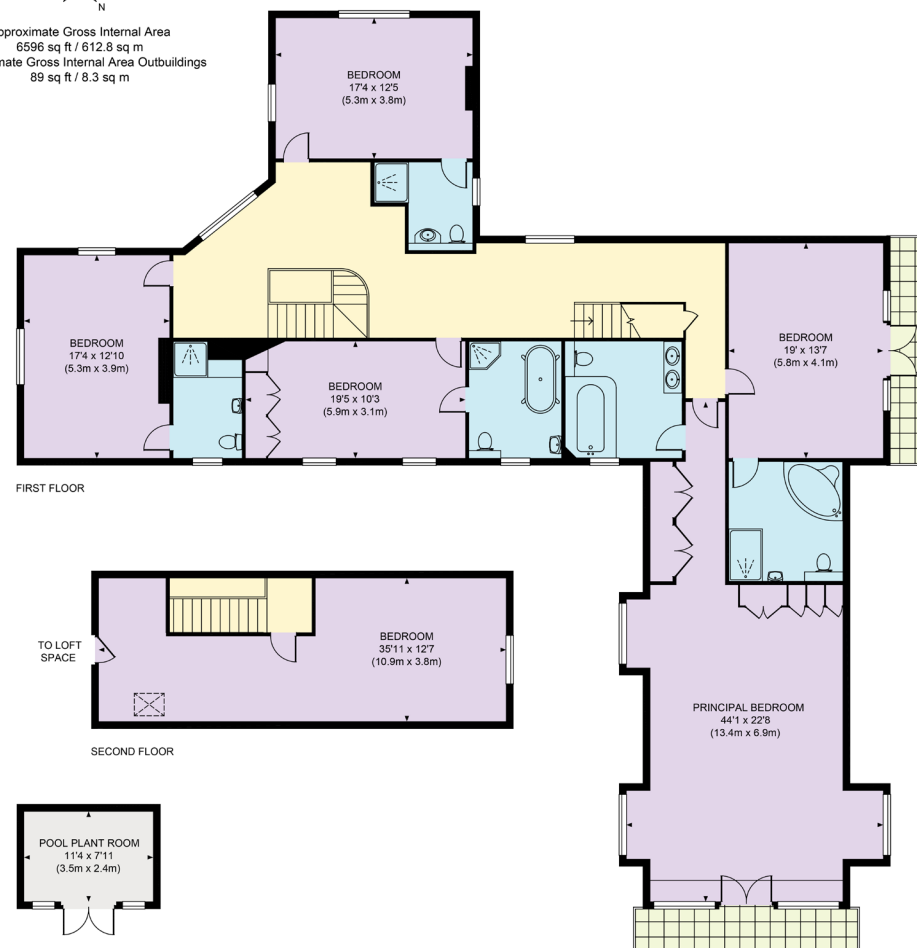 N
pproximate Gross Internal Area
6596 sq ft / 612.8 sq m
mate Gross Internal Area Outbuildings
89 sq ft / 8.3 sq m
BEDROOM
17'4 x 12'5
(5.3m x 3.8m)
BEDROOM
17'4 x 12'10
(5.3m x 3.9m)
BEDROOM
19'5 x 10'3
(5.9m x 3.1m)
BEDROOM
19' x 13'7
(5.8m x 4.1m)
FIRST FLOOR
TO LOFT
SPACE
BEDROOM
35'11 x 12'7
(10.9m x 3.8m)
SECOND FLOOR
PRINCIPAL BEDROOM
44'1 x 22'8
(13.4m x 6.9m)
POOL PLANT ROOM
11'4 x 7'11
(3.5m x 2.4m)